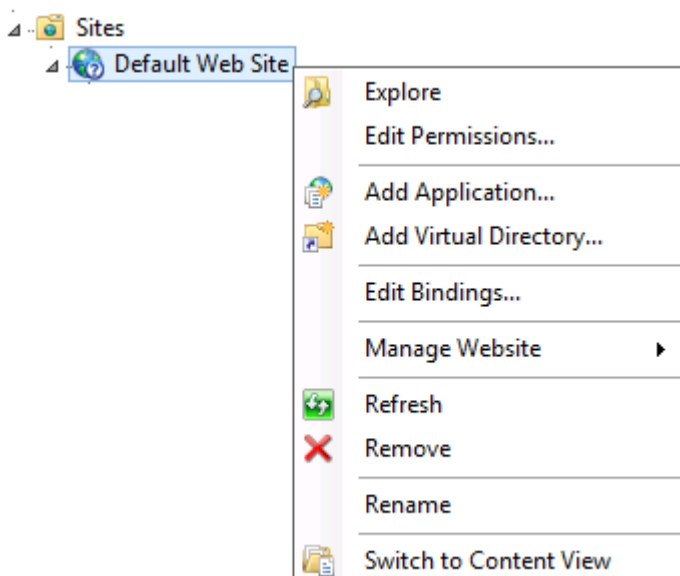 Sites
Default Web Site
Explore
Edit Permissions...
Add Application...
Add Virtual Directory...
Edit Bindings...
Manage Website
Refresh
Remove
Rename
Switch to Content View